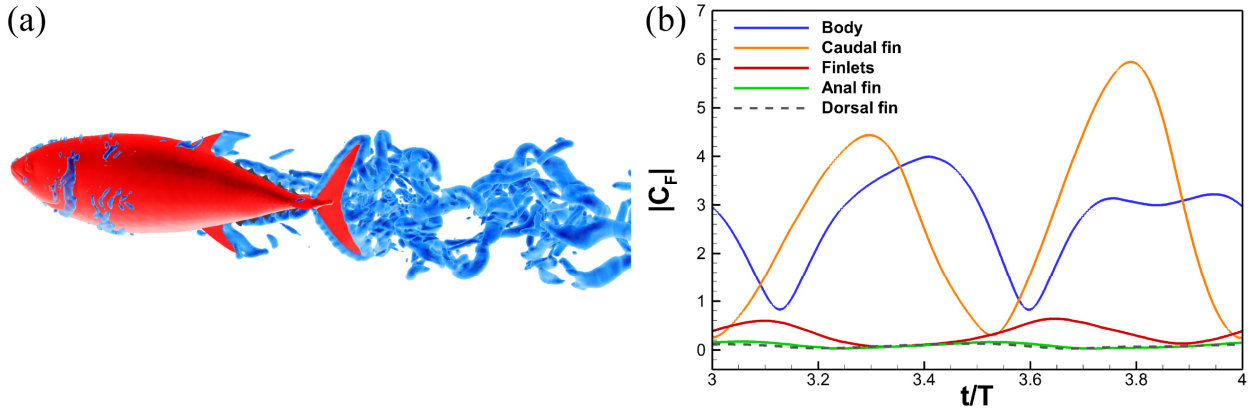 (a)
(b)
7
6
5
4
3
2
1
0
|C_F|
Body
Caudal fin
Finlets
Anal fin
Dorsal fin
3 3.2 3.4 3.6 3.8 4
t/T